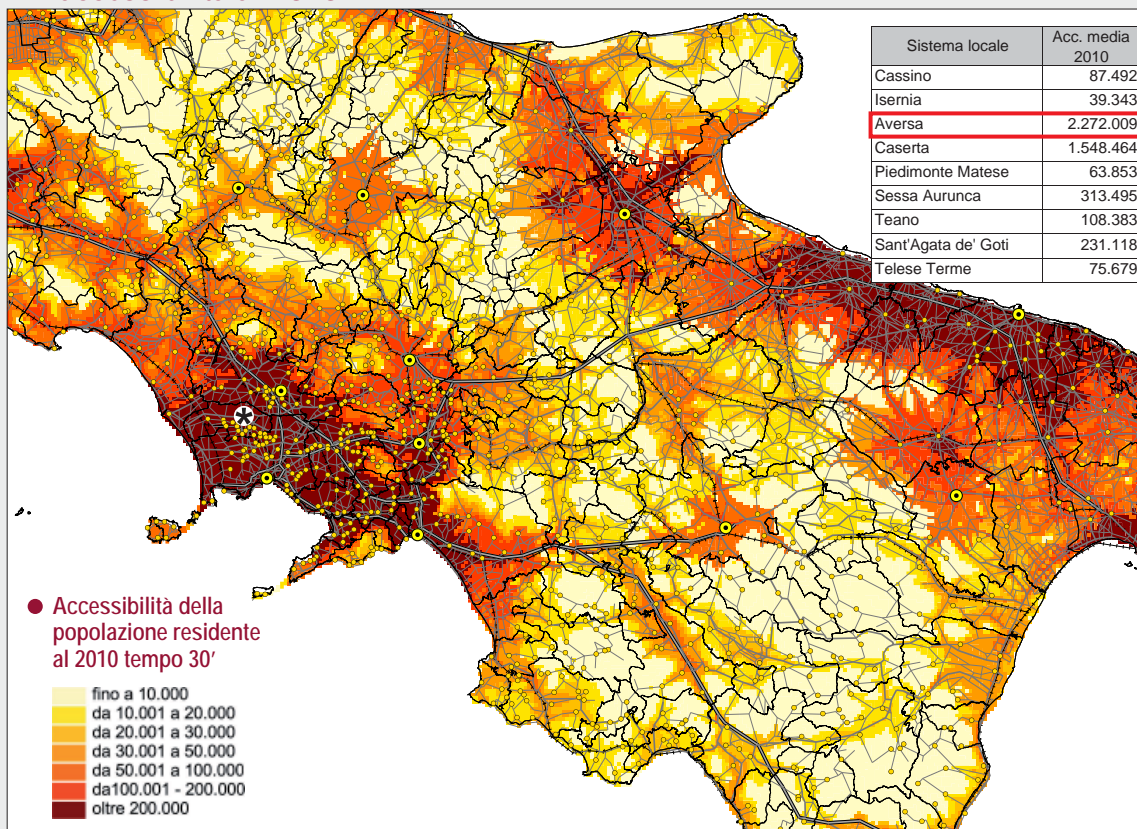 Sistema locale Acc. media 2010
Cassino 87.492
Isernia 39.343
Aversa 2.272.009
Caserta 1.548.464
Piedimonte Matese 63.853
Sessa Aurunca 313.495
Teano 108.383
Sant'Agata de' Goti 231.118
Telese Terme 75.679
Accessibilità della
popolazione residente
al 2010 tempo 30'
fino a 10.000
da 10.001 a 20.000
da 20.001 a 30.000
da 30.001 a 50.000
da 50.001 a 100.000
da100.001 - 200.000
oltre 200.000